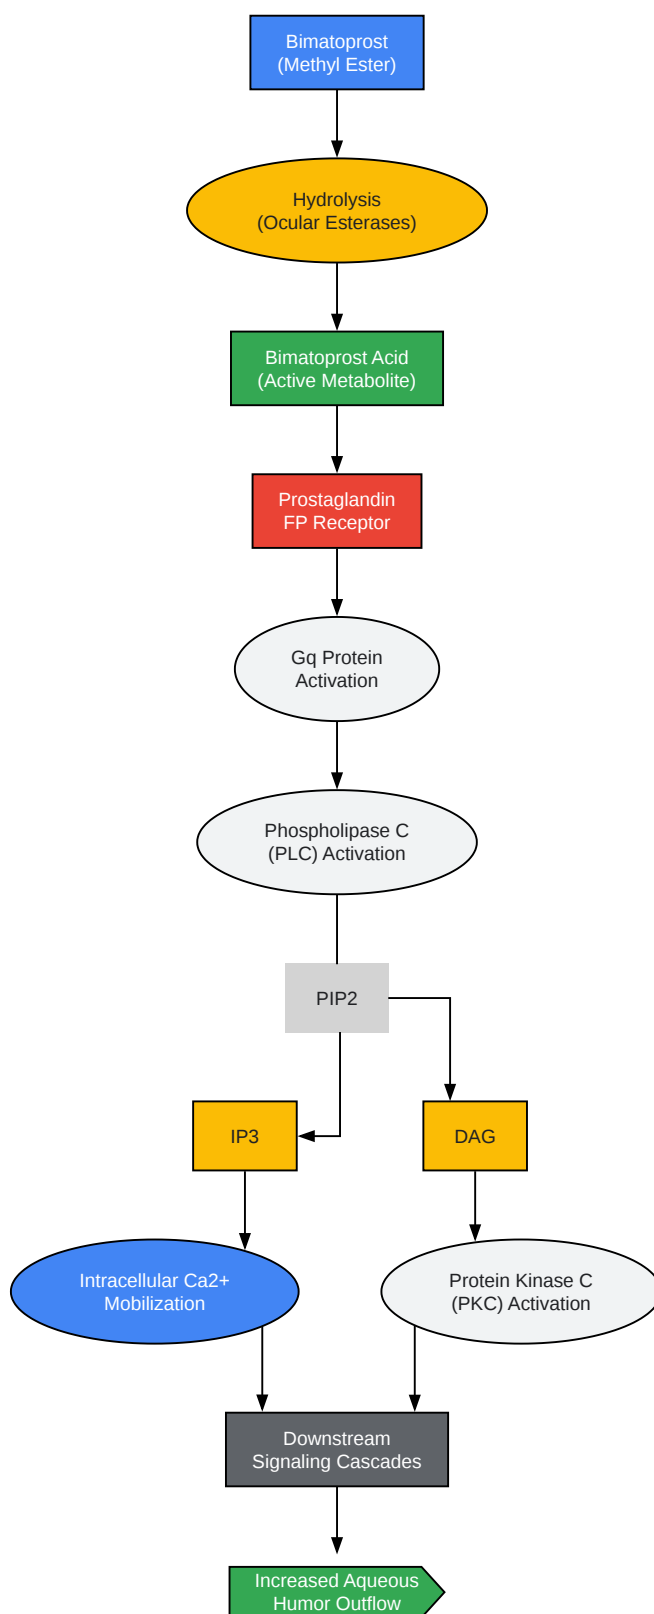 Bimatoprost
(Methyl Ester)
Hydrolysis
(Ocular Esterases)
Bimatoprost Acid
(Active Metabolite)
Prostaglandin
FP Receptor
Gq Protein
Activation
Phospholipase C
(PLC) Activation
PIP2
IP3
DAG
Intracellular Ca2+
Mobilization
Protein Kinase C
(PKC) Activation
Downstream
Signaling Cascades
Increased Aqueous
Humor Outflow